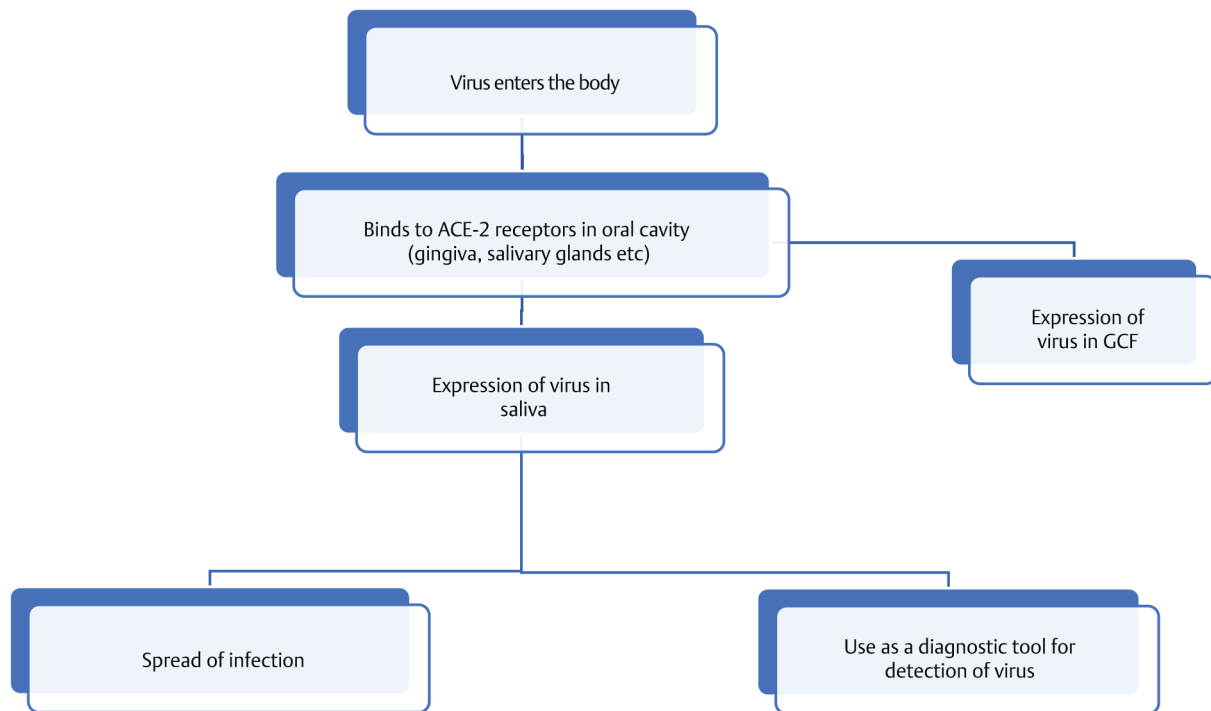 Virus enters the body
Binds to ACE-2 receptors in oral cavity
(gingiva, salivary glands etc)
Expression of
virus in GCF
Expression of virus in
saliva
Spread of infection
Use as a diagnostic tool for
detection of virus